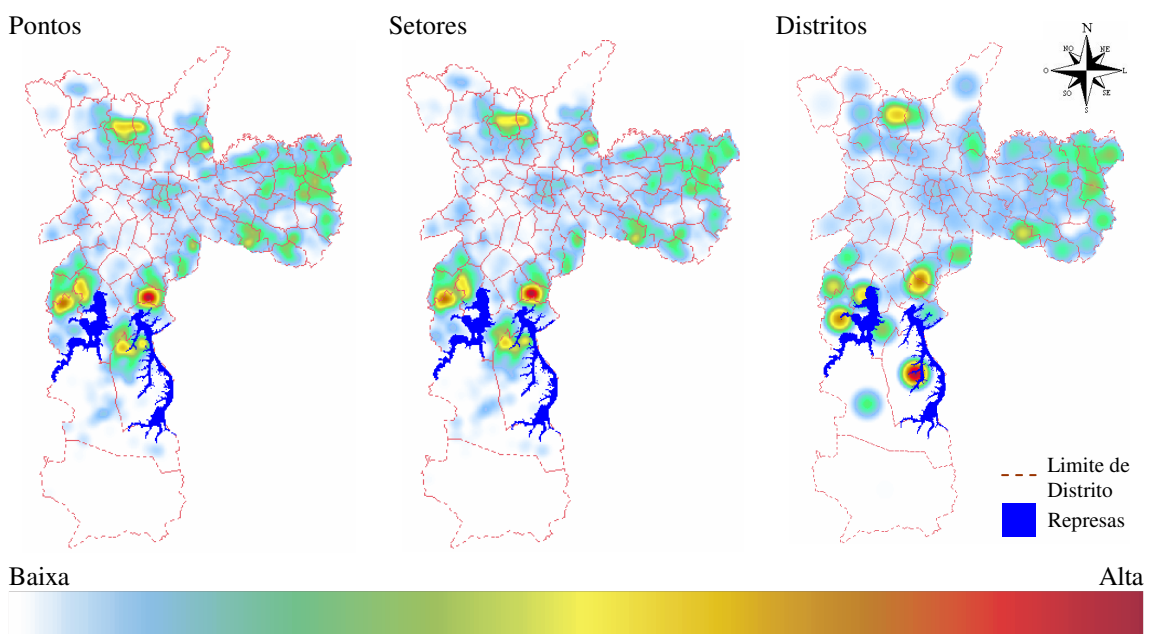 Pontos
Setores
Distritos
N
NO
NE
O
L
SO
SE
S
Limite de
Distrito
Represas
Baixa
Alta